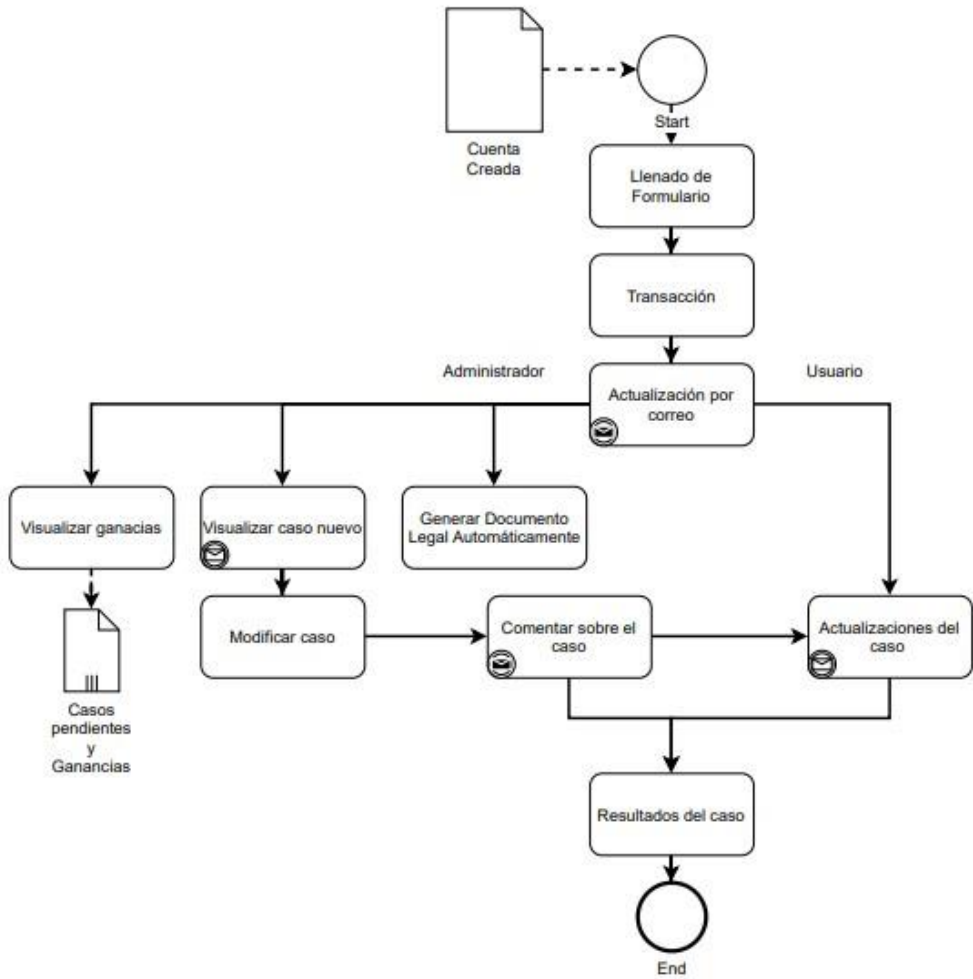 Start
Cuenta
Creada
Llenado de
Formulario
Transacción
Administrador
Usuario
Actualización por
correo
Visualizar ganacias
Visualizar caso nuevo
Generar Documento
Legal Automáticamente
Modificar caso
Comentar sobre el
caso
Actualizaciones del
caso
Casos
pendientes
y
Ganancias
Resultados del caso
End